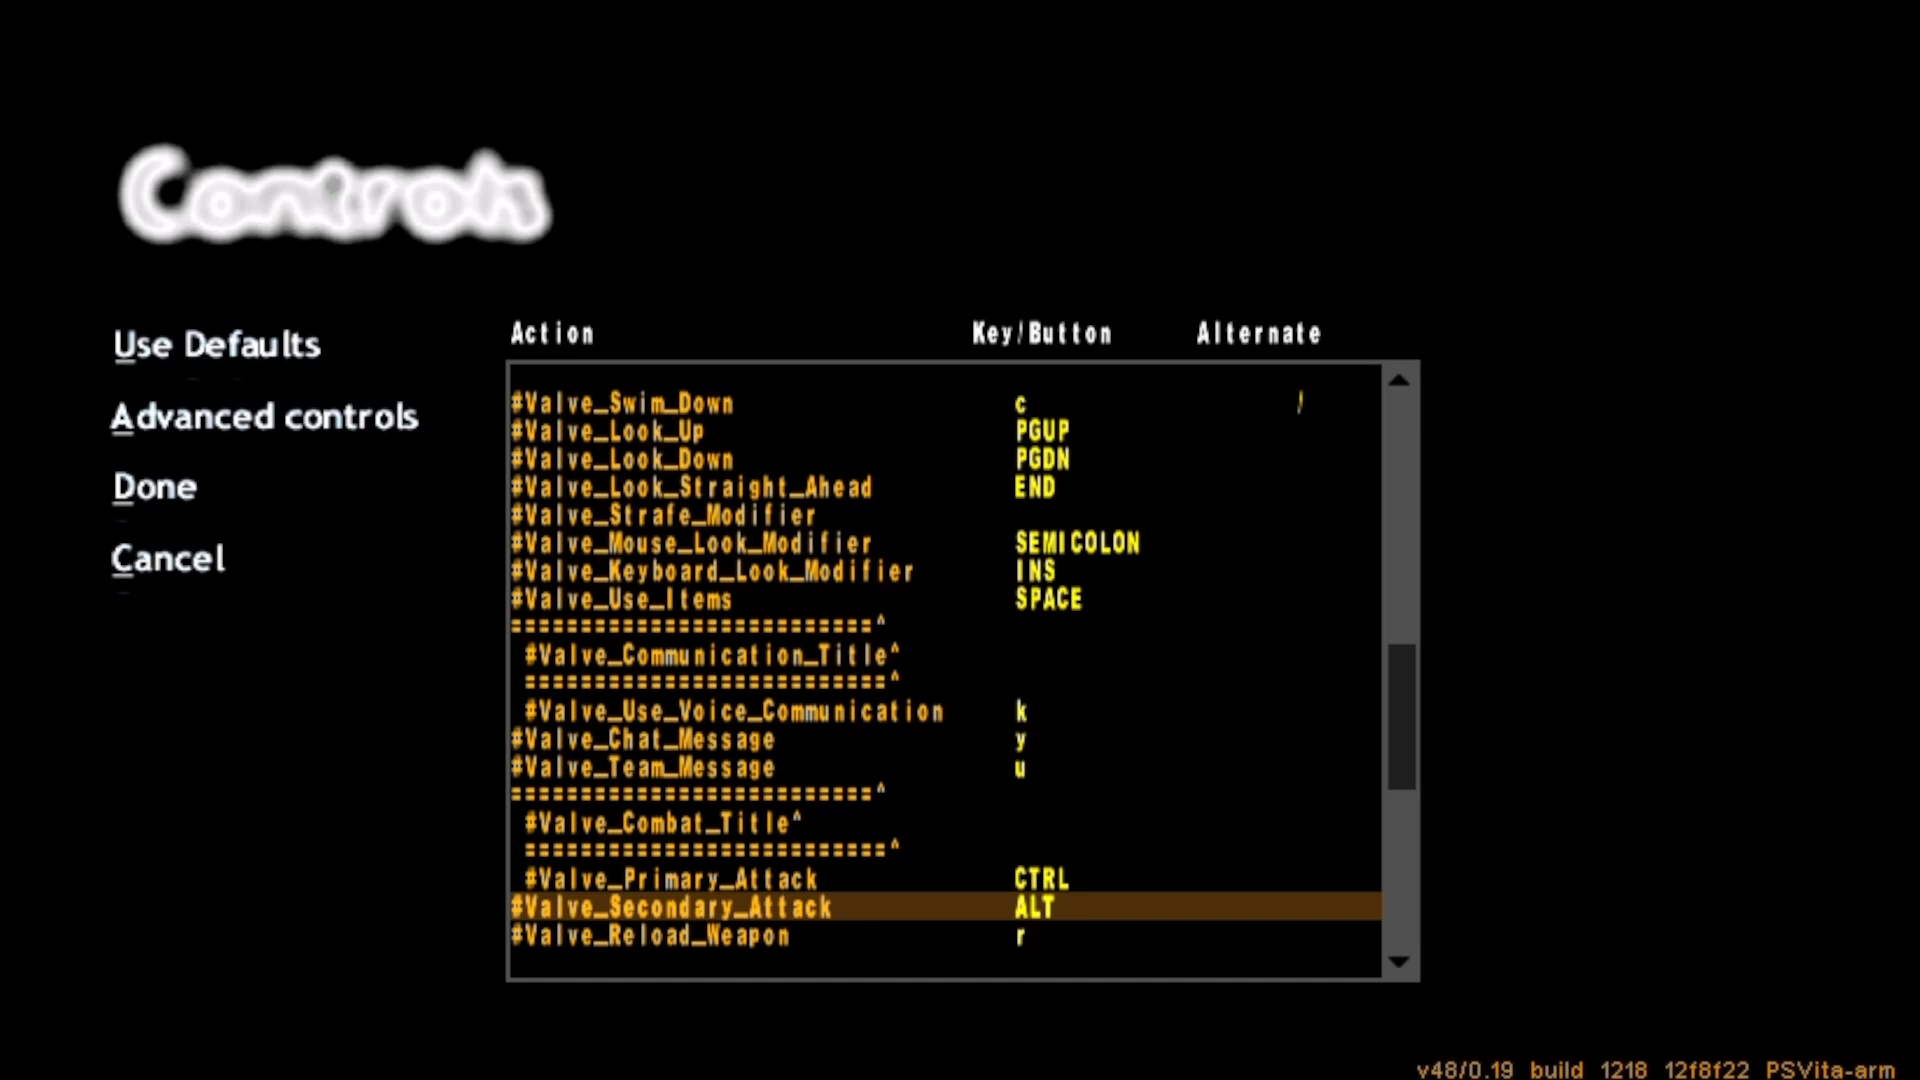 Controls
Use Defaults
Advanced controls
Done
Cancel
Action Key/Button Alternate
#Valve_Swim_Down c /
#Valve_Look_Up PGUP
#Valve_Look_Down PGDN
#Valve_Look_Straight_Ahead END
#Valve_Strafe_Modifier
#Valve_Mouse_Look_Modifier SEMICOLON
#Valve_Keyboard_Look_Modifier INS
#Valve_Use_Items SPACE
==========================^
#Valve_Communication_Title^
==========================^
#Valve_Use_Voice_Communication k
#Valve_Chat_Message y
#Valve_Team_Message u
==========================^
#Valve_Combat_Title^
==========================^
#Valve_Primary_Attack CTRL
#Valve_Secondary_Attack ALT
#Valve_Reload_Weapon r
v48/0.19 build 1218 12f8f22 PSVita-arm